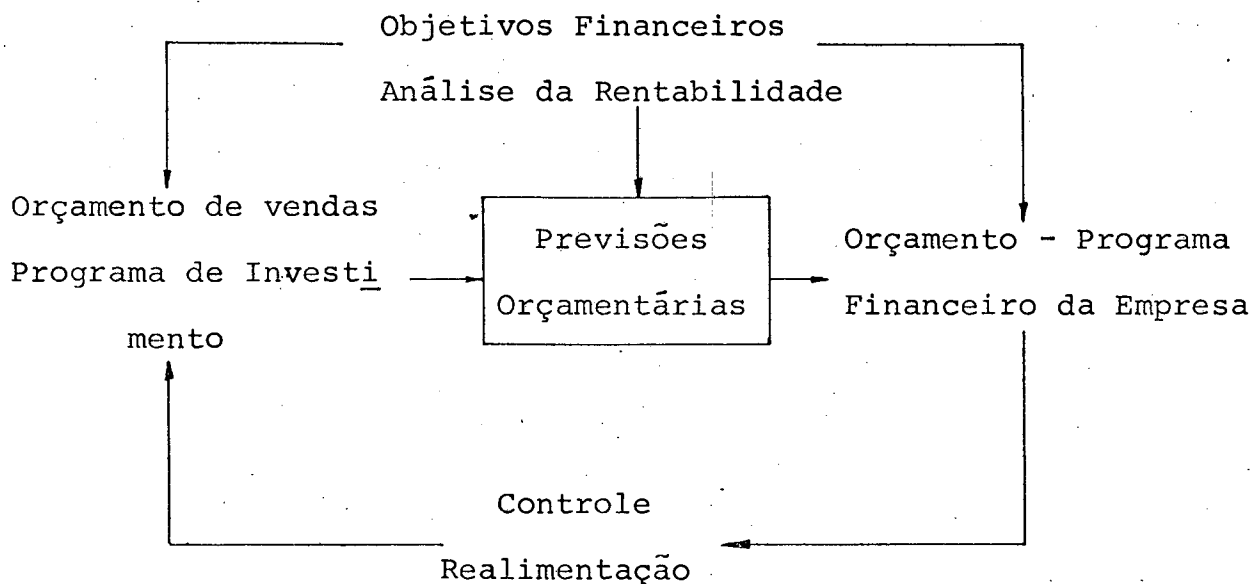 Objetivos Financeiros
Análise da Rentabilidade
Orçamento de vendas
Programa de Investi
mento
Previsões
Orçamentárias
Orçamento - Programa
Financeiro da Empresa
Controle
Realimentação